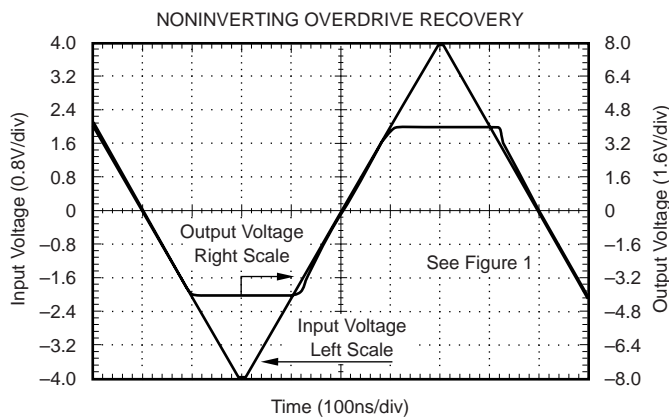 NONINVERTING OVERDRIVE RECOVERY
Input Voltage (0.8V/div)
4.0
3.2
2.4
1.6
0.8
0
–0.8
–1.6
–2.4
–3.2
–4.0
Output Voltage
Right Scale
See Figure 1
Input Voltage
Left Scale
8.0
6.4
4.8
3.2
1.6
0
–1.6
–3.2
–4.8
–6.4
–8.0
Output Voltage (1.6V/div)
Time (100ns/div)